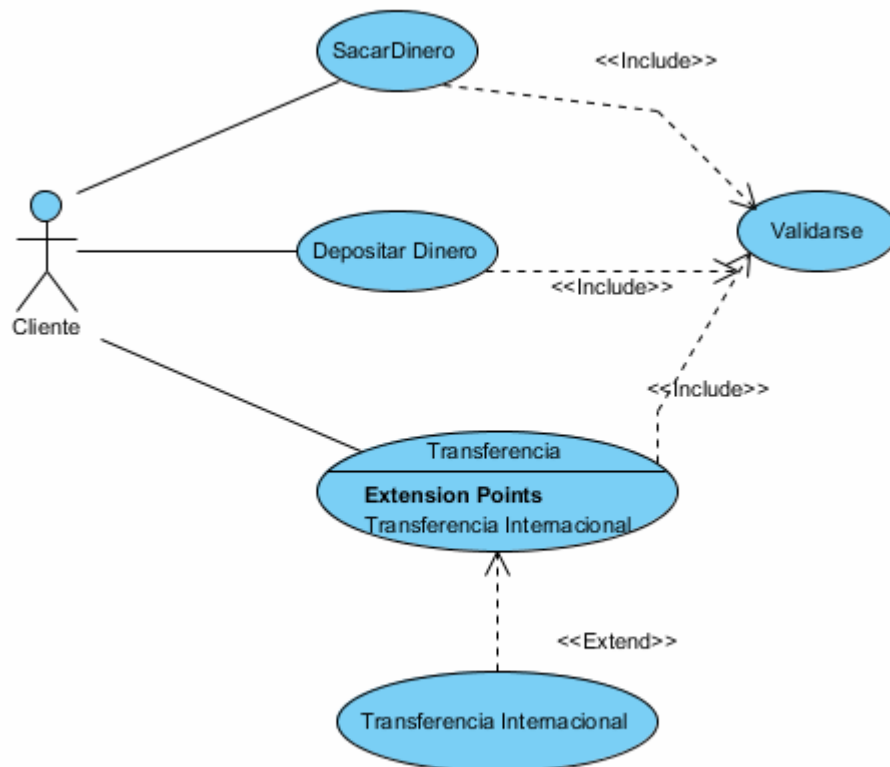 SacarDinero
<<Include>>
Validarse
Depositar Dinero
<<Include>>
Cliente
<<Include>>
Transferencia
Extension Points
Transferencia Internacional
<<Extend>>
Transferencia Internacional